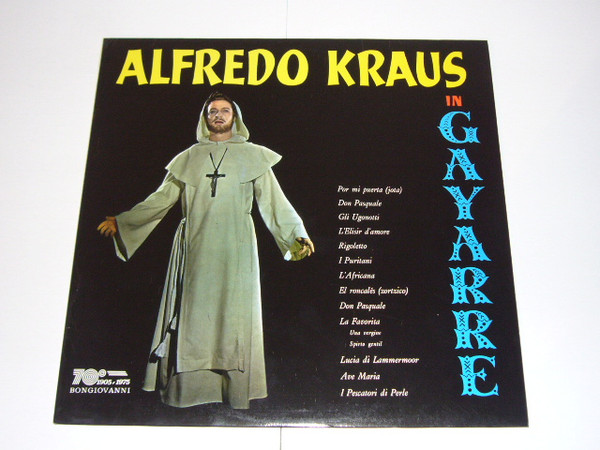 ALFREDO KRAUS
IN
GAYARRE
Por mi puerta (jota)
Don Pasquale
Gli Ugonotti
L'Elisir d'amore
Rigoletto
I Puritani
L'Africana
El roncalés (zortzico)
Don Pasquale
La Favorita
Una vergine
Spirto gentil
Lucia di Lammermoor
Ave Maria
I Pescatori di Perle
70°
1905-1975
BONGIOVANNI